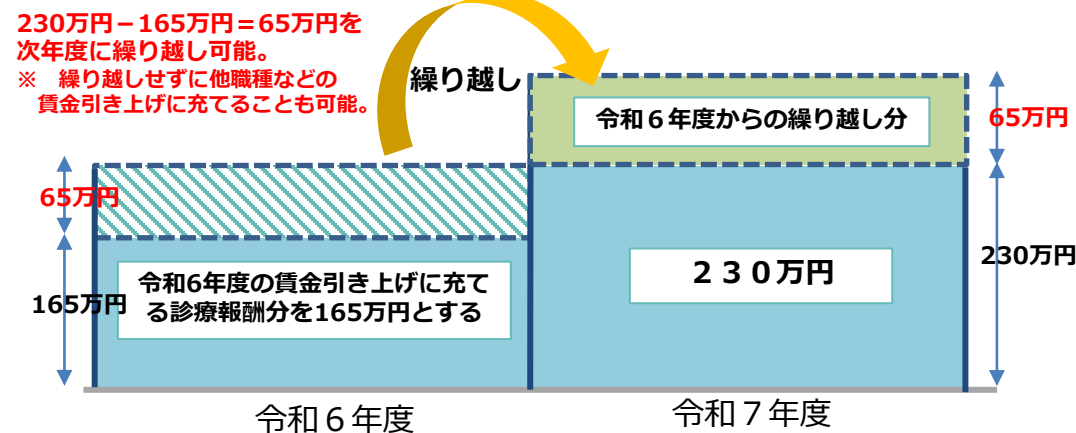 230万円－165万円＝65万円を
次年度に繰り越し可能。
※　繰り越しせずに他職種などの
賃金引き上げに充てることも可能。
繰り越し
令和６年度からの繰り越し分
65万円
65万円
230万円
２３０万円
165万円
令和6年度の賃金引き上げに充て
る診療報酬分を165万円とする
令和６年度
令和７年度